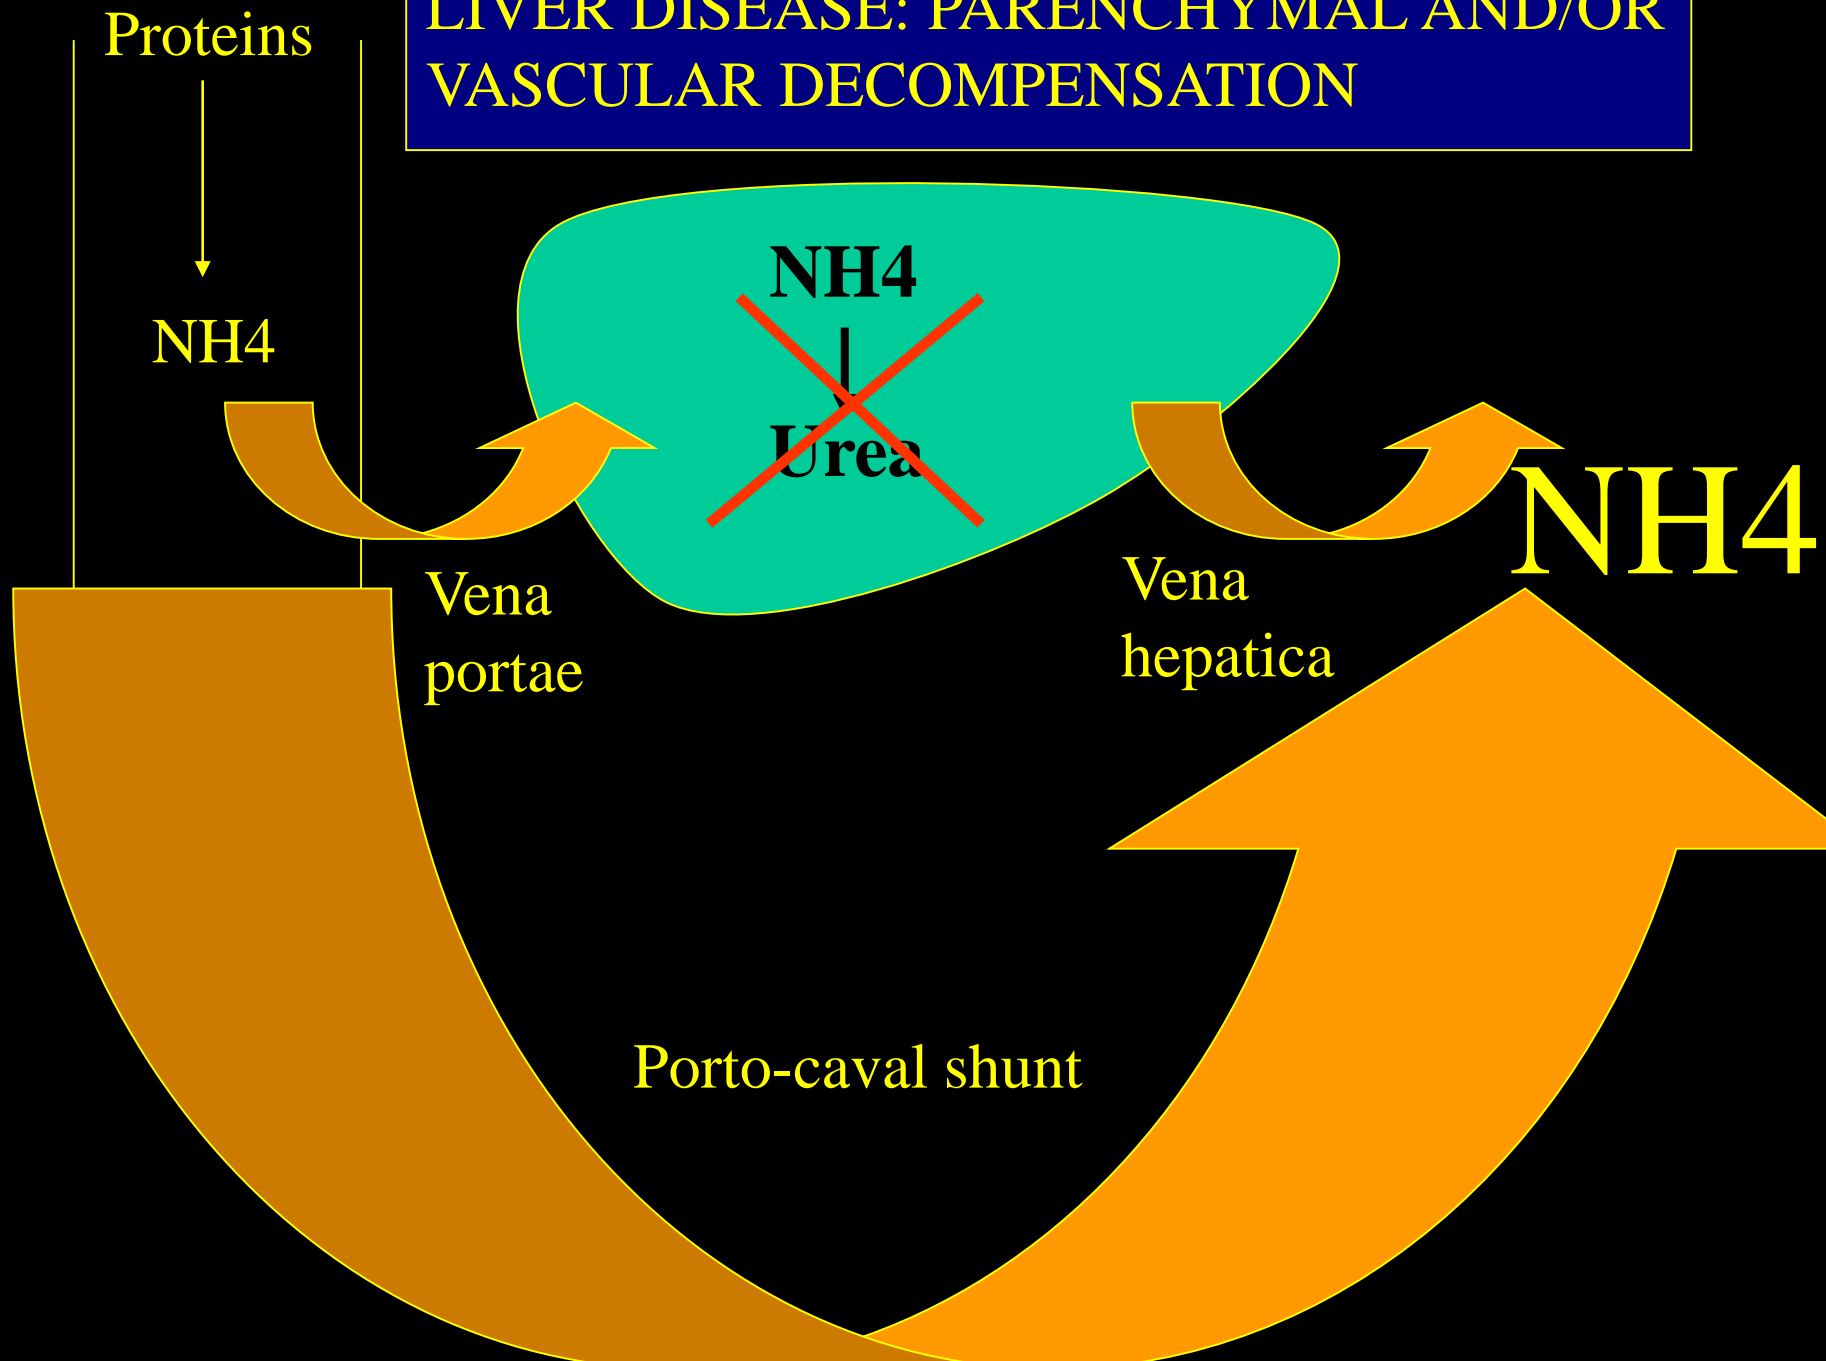 Proteins
LIVER DISEASE: PARENCHYMAL AND/OR
VASCULAR DECOMPENSATION
NH4
NH4
Urea
Vena
portae
Vena
hepatica
NH4
Porto-caval shunt